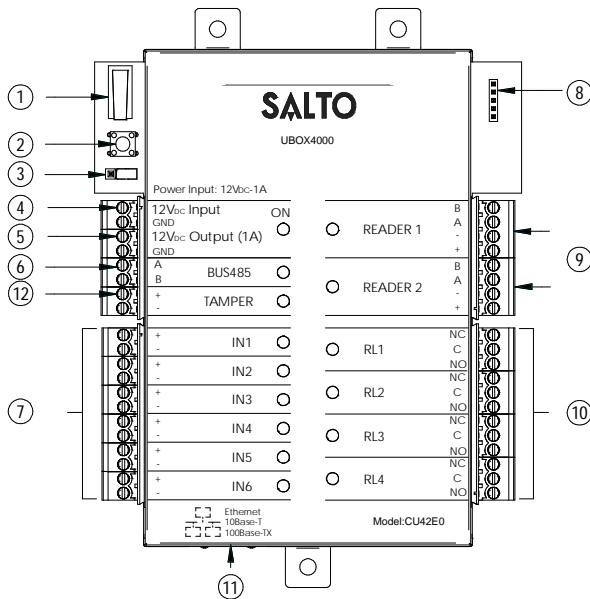 SALTO
UBOX4000
Power Input: 12VDC-1A
1
2
3
4
5
6
12
7
8
9
10
11
12VDC Input
GND
12VDC Output (1A)
GND
ON
A
B
BUS485
+
-
TAMPER
+
-
IN1
+
-
IN2
+
-
IN3
+
-
IN4
+
-
IN5
+
-
IN6
READER 1
B
A
-
+
READER 2
B
A
-
+
RL1
NC
C
NO
RL2
NC
C
NO
RL3
NC
C
NO
RL4
NC
C
NO
Ethernet
10Base-T
100Base-TX
Model:CU42E0